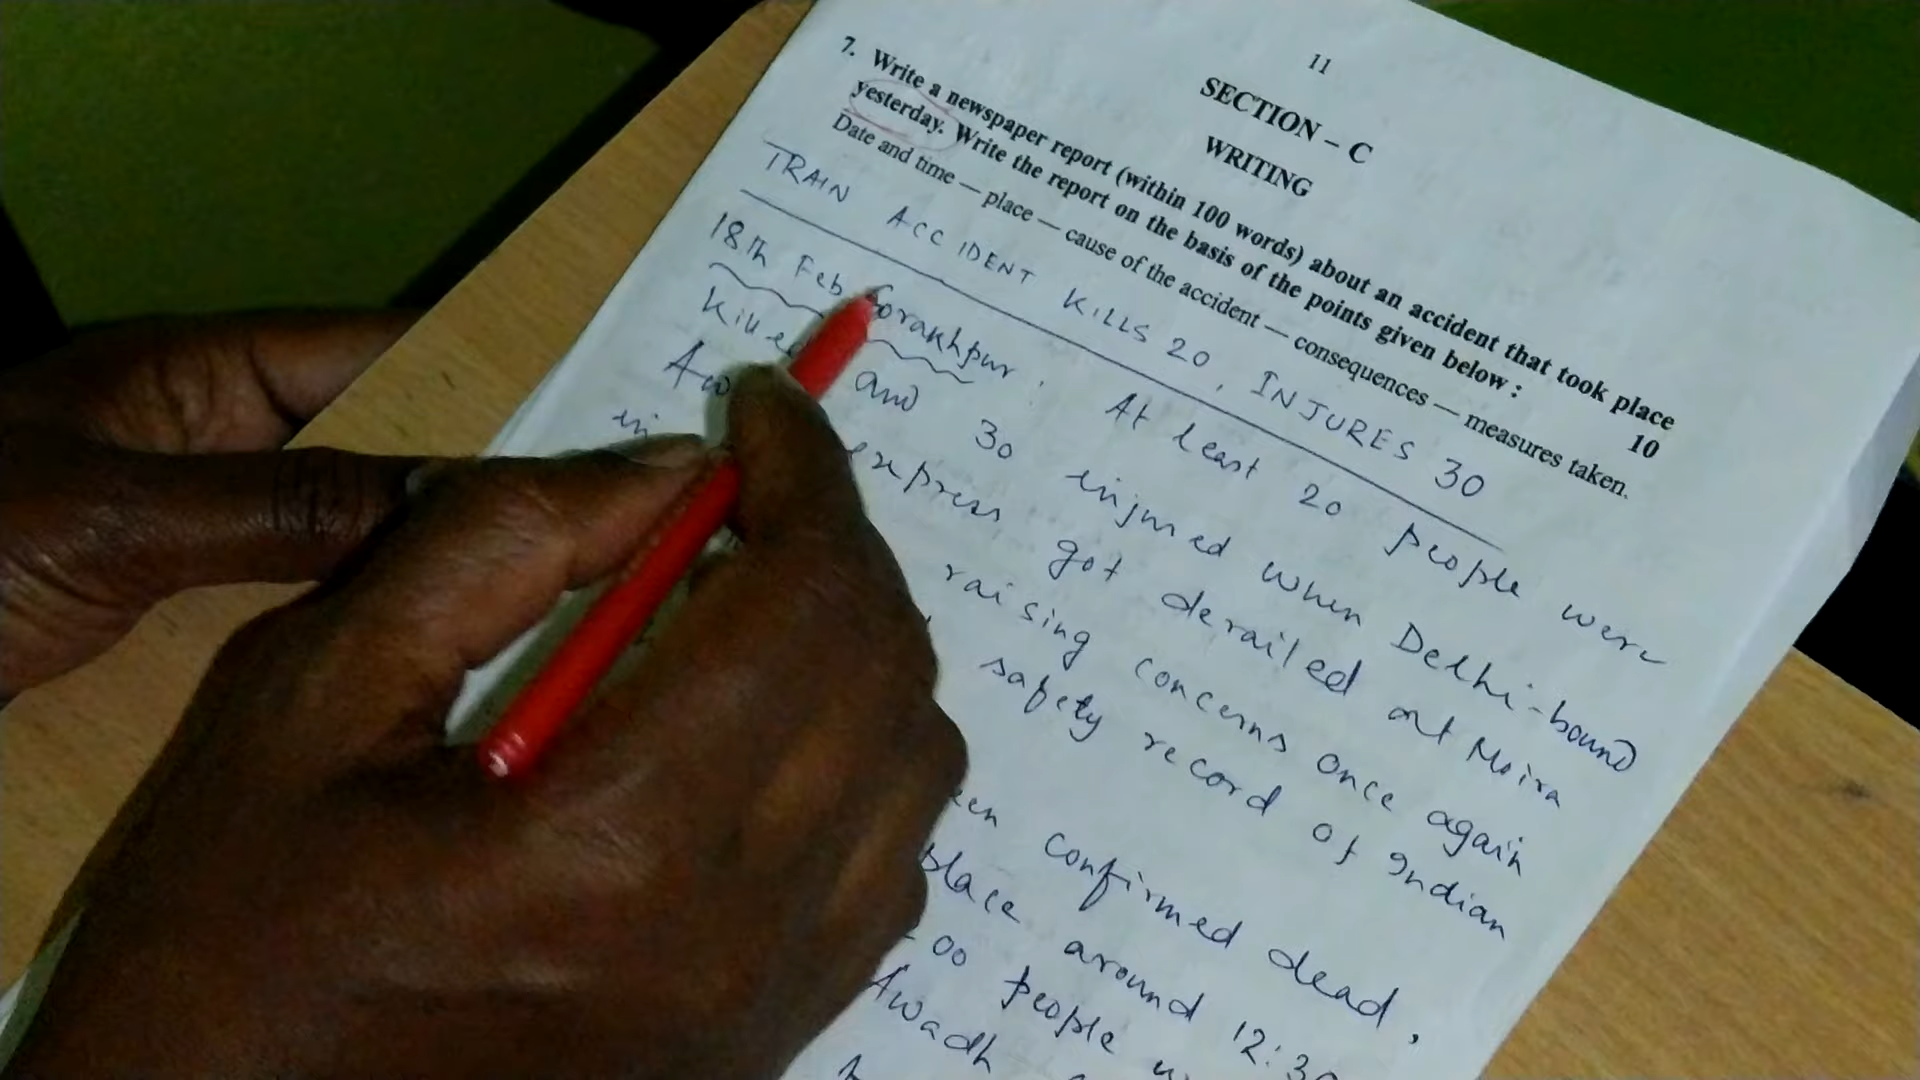 11
SECTION – C
WRITING
7. Write a newspaper report (within 100 words) about an accident that took place
yesterday. Write the report on the basis of the points given below : 10
Date and time — place — cause of the accident — consequences — measures taken.
TRAIN ACCIDENT KILLS 20, INJURES 30
18th Feb Gorakhpur : At least 20 people were
killed and 30 injured when Delhi-bound
express got derailed at Noira
raising concerns once again
safety record of Indian
confirmed dead,
place around 12:30
00 people
Awadh